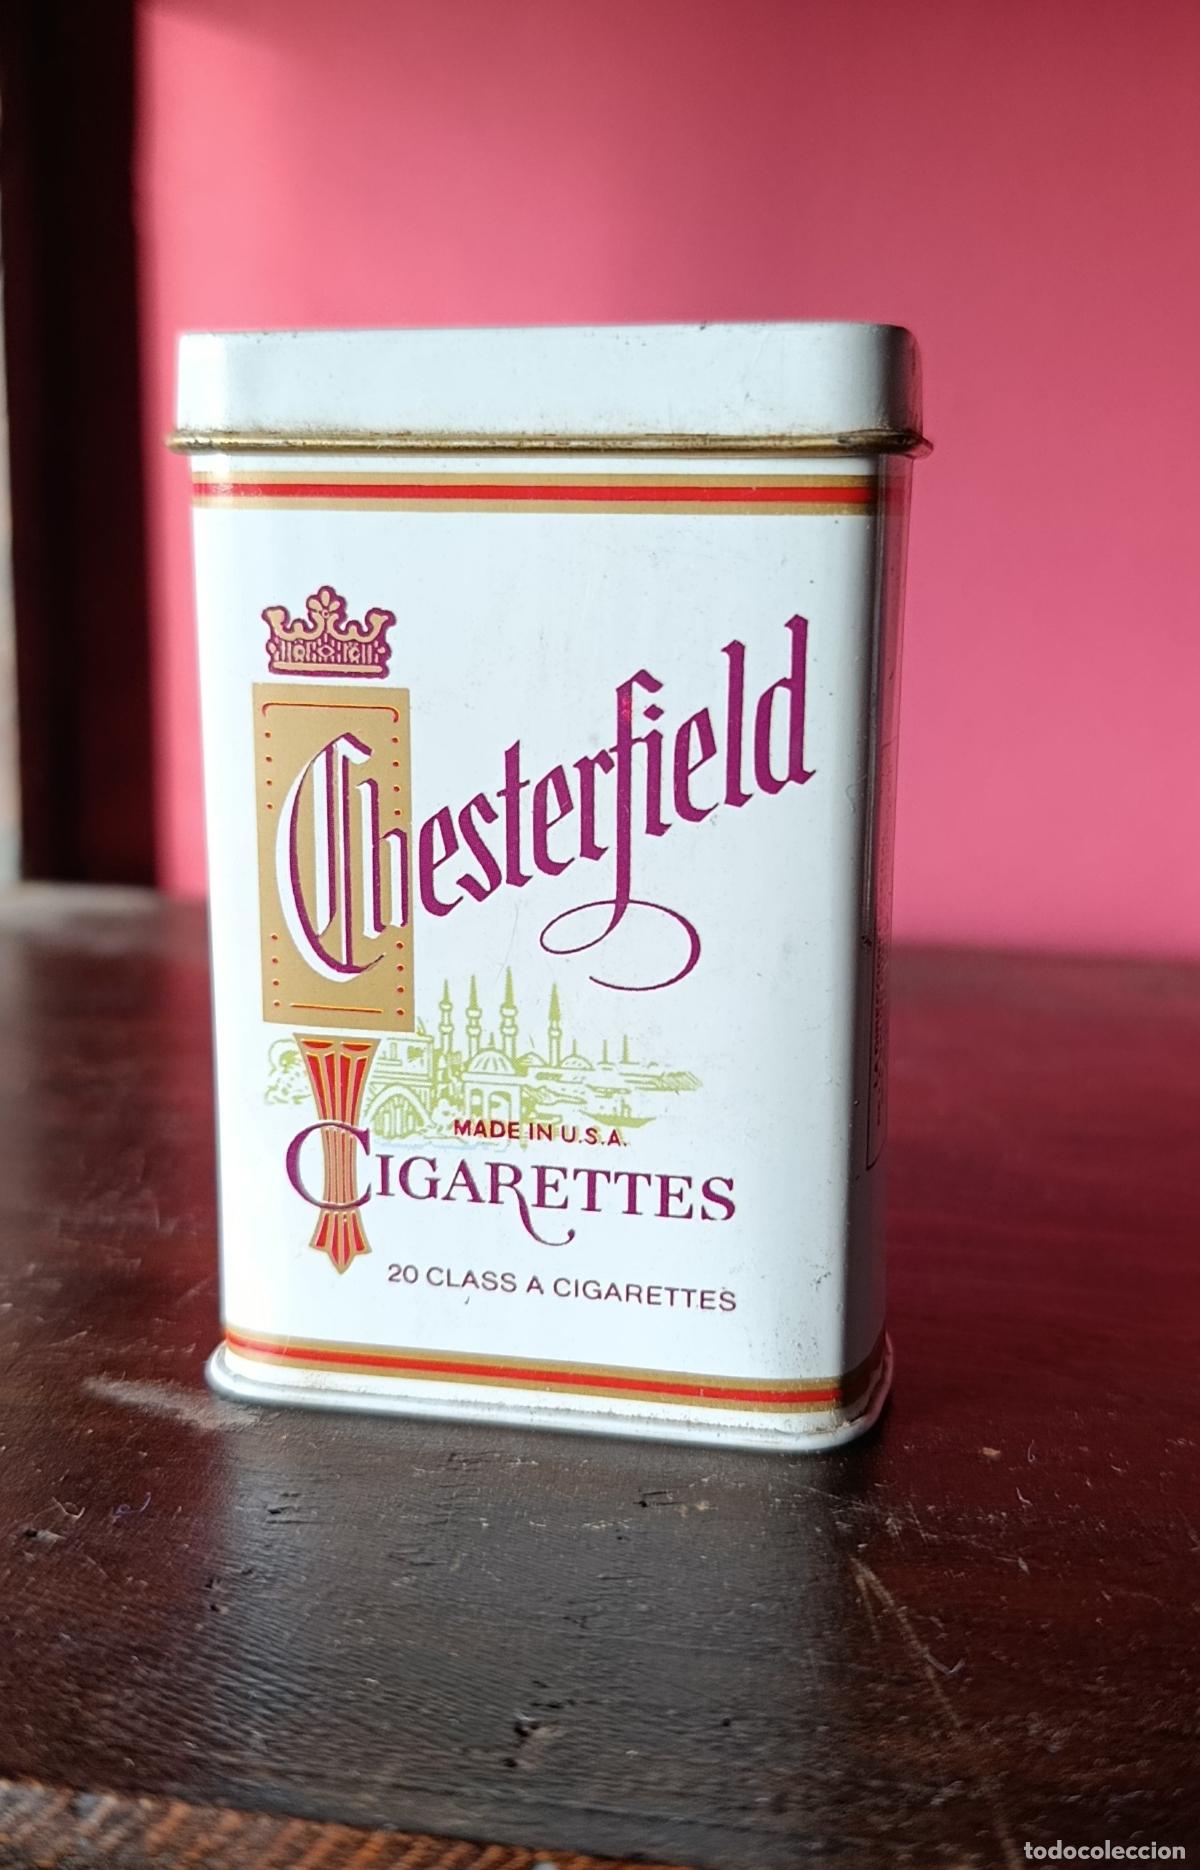 Chesterfield
MADE IN U.S.A.
CIGARETTES
20 CLASS A CIGARETTES
todocoleccion